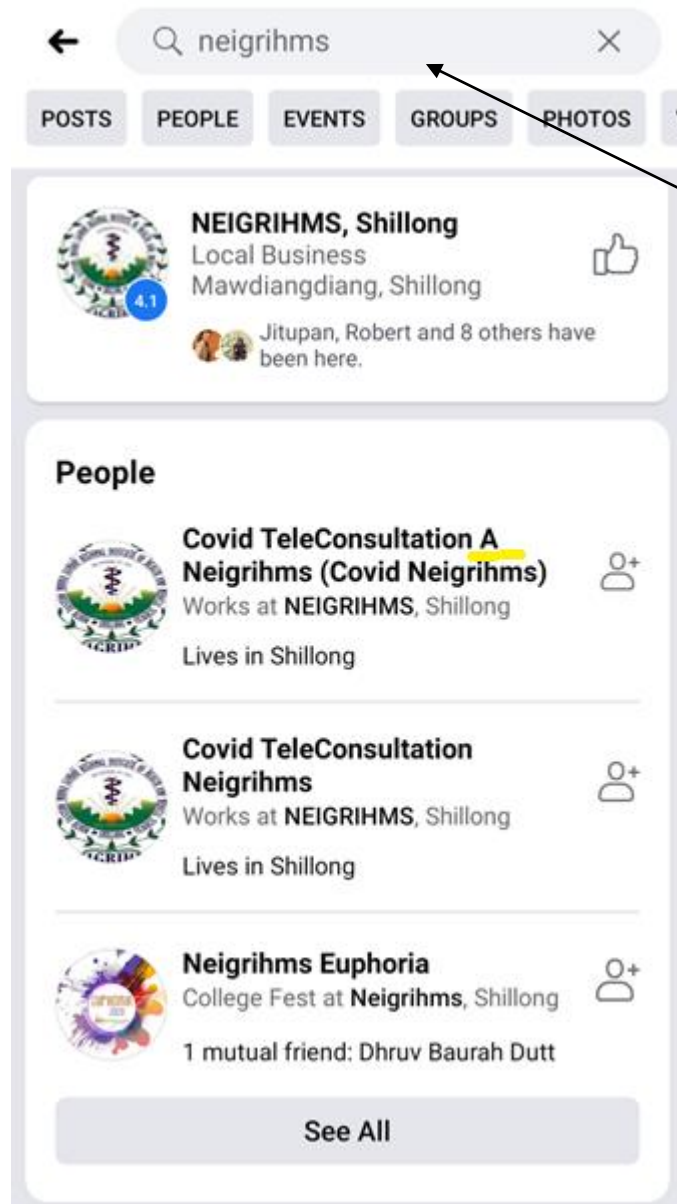 neigrihms
POSTS PEOPLE EVENTS GROUPS PHOTOS
NEIGRIHMS, Shillong
Local Business
Mawdiangdiang, Shillong
4.1
Jitupan, Robert and 8 others have
been here.
People
Covid TeleConsultation A
Neigrihms (Covid Neigrihms)
Works at NEIGRIHMS, Shillong
Lives in Shillong
Covid TeleConsultation
Neigrihms
Works at NEIGRIHMS, Shillong
Lives in Shillong
Neigrihms Euphoria
College Fest at Neigrihms, Shillong
1 mutual friend: Dhruv Baurah Dutt
See All